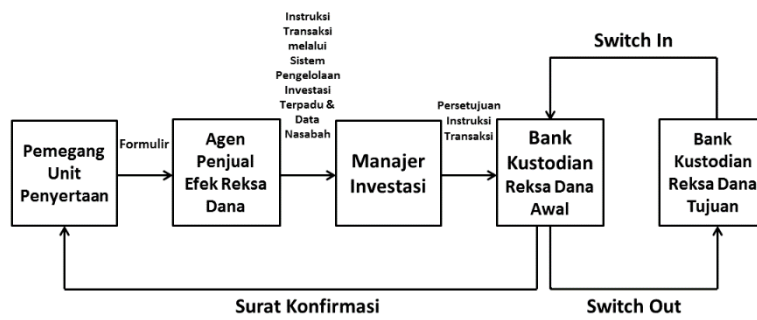 Instruksi
Transaksi
melalui
Sistem
Pengelolaan
Investasi
Terpadu &
Data
Nasabah
Switch In
Persetujuan
Instruksi
Transaksi
Formulir
Pemegang
Unit
Penyertaan
Agen
Penjual
Efek Reksa
Dana
Manajer
Investasi
Bank
Kustodian
Reksa Dana
Awal
Bank
Kustodian
Reksa Dana
Tujuan
Surat Konfirmasi
Switch Out